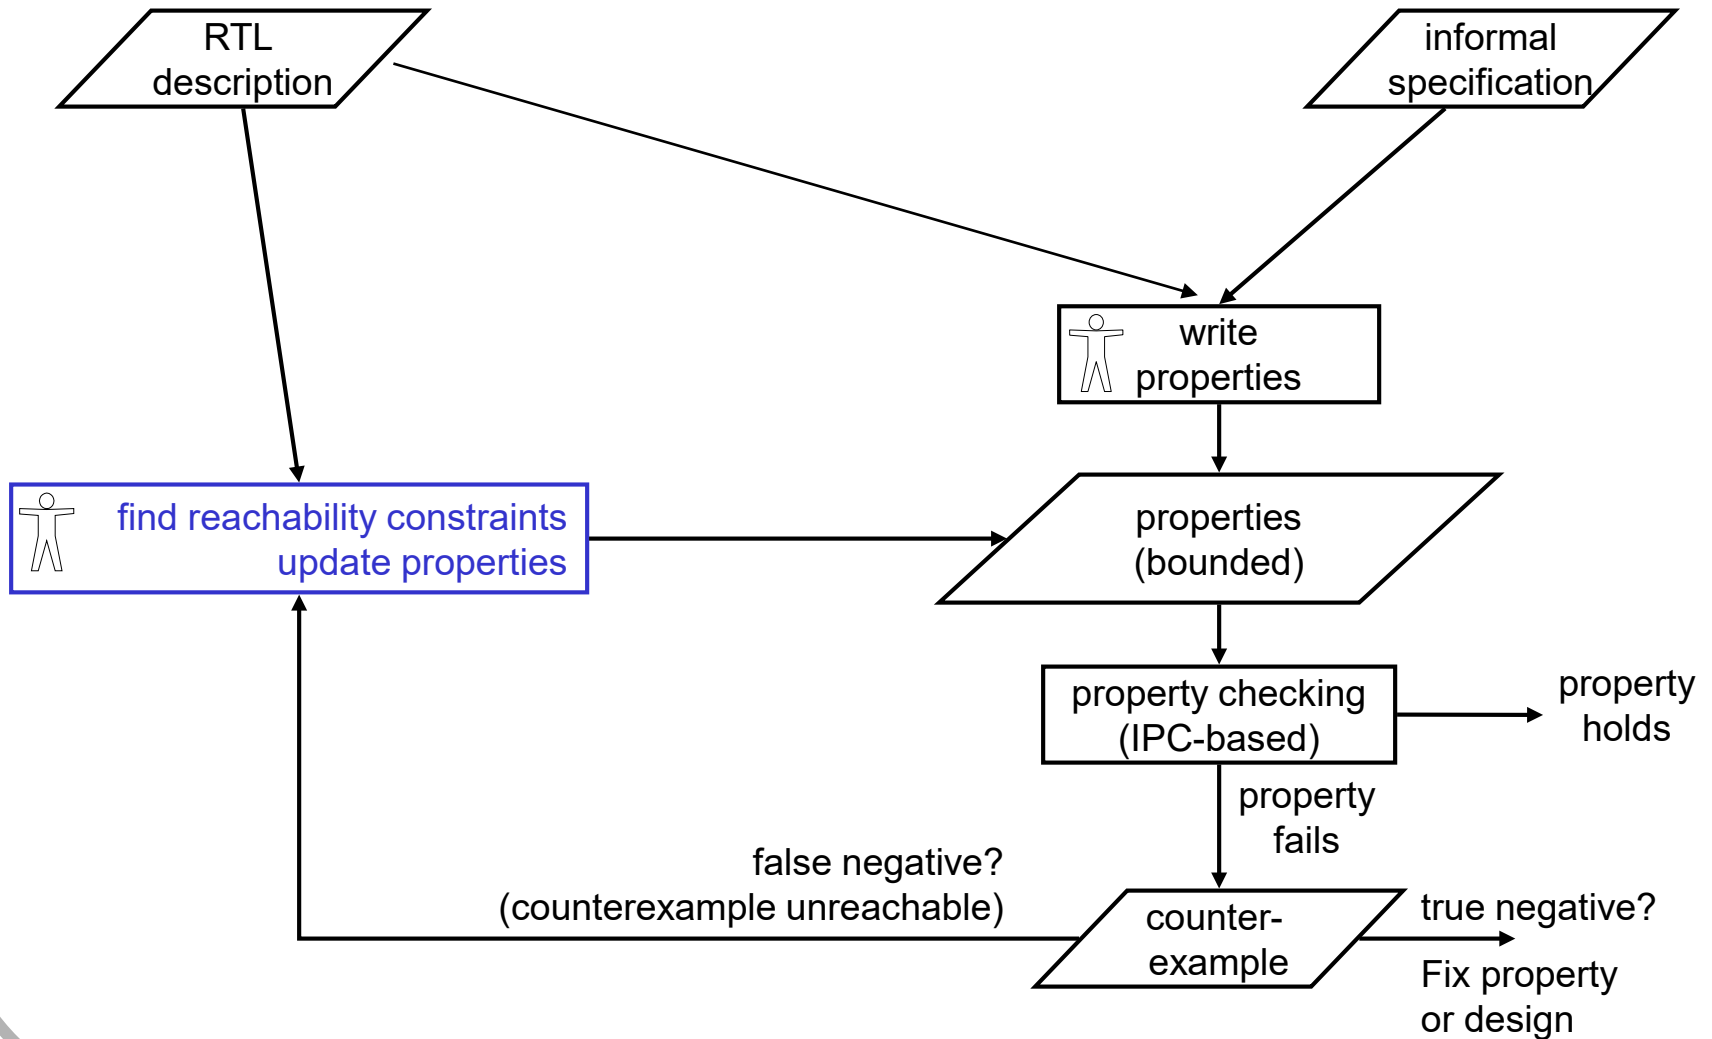 RTL
description
informal
specification
write
properties
find reachability constraints
update properties
properties
(bounded)
property checking
(IPC-based)
property
holds
property
fails
false negative?
(counterexample unreachable)
counter-
example
true negative?
Fix property
or design